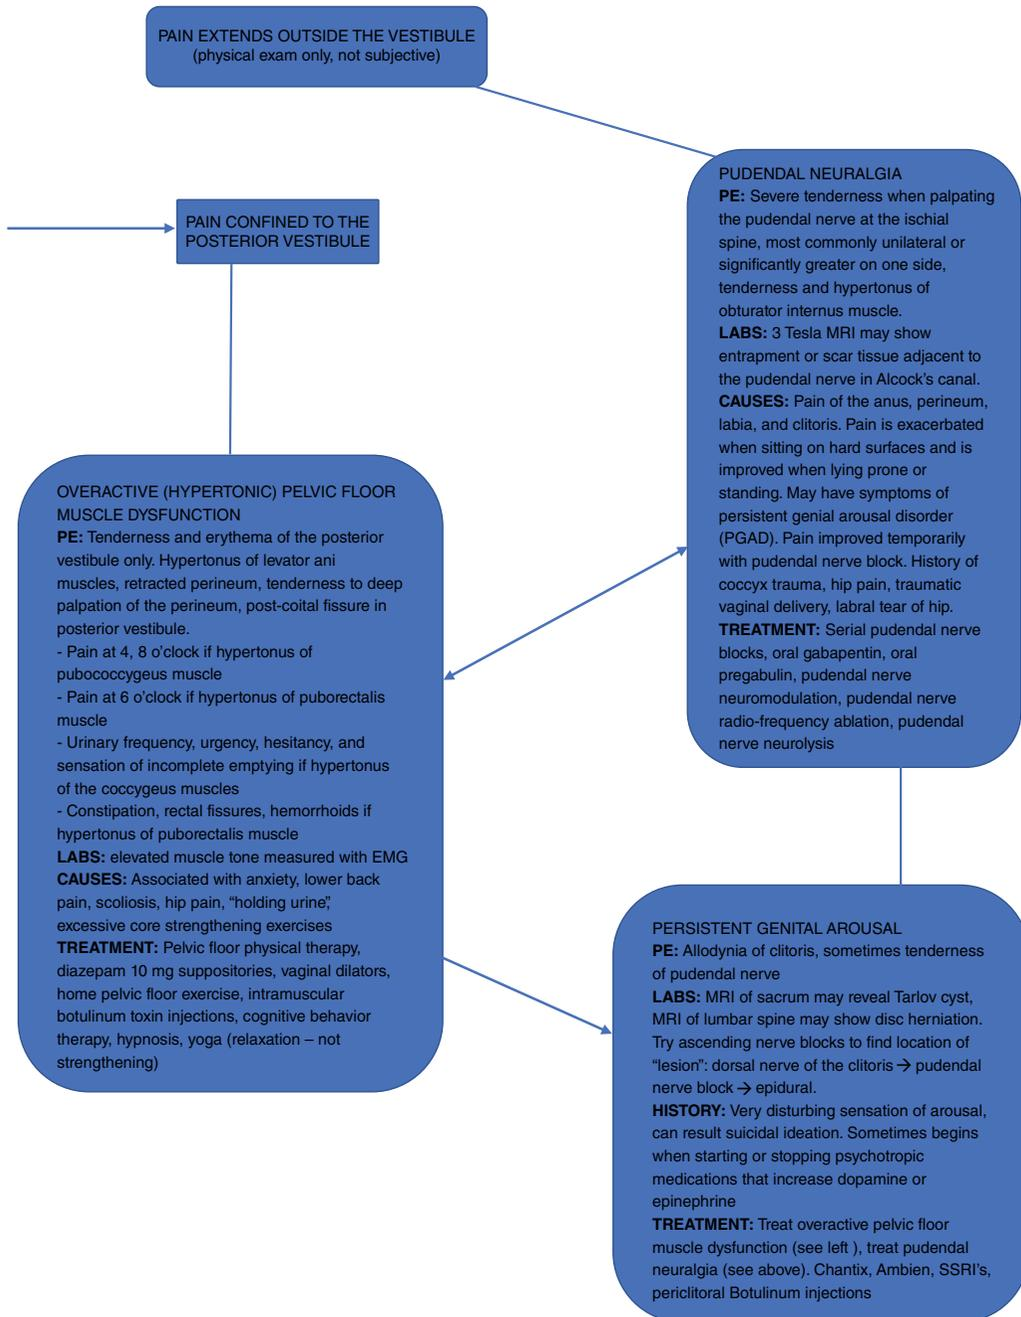 PAIN EXTENDS OUTSIDE THE VESTIBULE
(physical exam only, not subjective)
PAIN CONFINED TO THE
POSTERIOR VESTIBULE
PUDENDAL NEURALGIA
PE: Severe tenderness when palpating
the pudendal nerve at the ischial
spine, most commonly unilateral or
significantly greater on one side,
tenderness and hypertonus of
obturator internus muscle.
LABS: 3 Tesla MRI may show
entrapment or scar tissue adjacent to
the pudendal nerve in Alcock’s canal.
CAUSES: Pain of the anus, perineum,
labia, and clitoris. Pain is exacerbated
when sitting on hard surfaces and is
improved when lying prone or
standing. May have symptoms of
persistent genial arousal disorder
(PGAD). Pain improved temporarily
with pudendal nerve block. History of
coccyx trauma, hip pain, traumatic
vaginal delivery, labral tear of hip.
TREATMENT: Serial pudendal nerve
blocks, oral gabapentin, oral
pregabulin, pudendal nerve
neuromodulation, pudendal nerve
radio-frequency ablation, pudendal
nerve neurolysis
OVERACTIVE (HYPERTONIC) PELVIC FLOOR
MUSCLE DYSFUNCTION
PE: Tenderness and erythema of the posterior
vestibule only. Hypertonus of levator ani
muscles, retracted perineum, tenderness to deep
palpation of the perineum, post-coital fissure in
posterior vestibule.
- Pain at 4, 8 o’clock if hypertonus of
pubococcygeus muscle
- Pain at 6 o’clock if hypertonus of puborectalis
muscle
- Urinary frequency, urgency, hesitancy, and
sensation of incomplete emptying if hypertonus
of the coccygeus muscles
- Constipation, rectal fissures, hemorrhoids if
hypertonus of puborectalis muscle
LABS: elevated muscle tone measured with EMG
CAUSES: Associated with anxiety, lower back
pain, scoliosis, hip pain, “holding urine”,
excessive core strengthening exercises
TREATMENT: Pelvic floor physical therapy,
diazepam 10 mg suppositories, vaginal dilators,
home pelvic floor exercise, intramuscular
botulinum toxin injections, cognitive behavior
therapy, hypnosis, yoga (relaxation – not
strengthening)
PERSISTENT GENITAL AROUSAL
PE: Allodynia of clitoris, sometimes tenderness
of pudendal nerve
LABS: MRI of sacrum may reveal Tarlov cyst,
MRI of lumbar spine may show disc herniation.
Try ascending nerve blocks to find location of
“lesion”: dorsal nerve of the clitoris → pudendal
nerve block → epidural.
HISTORY: Very disturbing sensation of arousal,
can result suicidal ideation. Sometimes begins
when starting or stopping psychotropic
medications that increase dopamine or
epinephrine
TREATMENT: Treat overactive pelvic floor
muscle dysfunction (see left ), treat pudendal
neuralgia (see above). Chantix, Ambien, SSRI’s,
periclitoral Botulinum injections